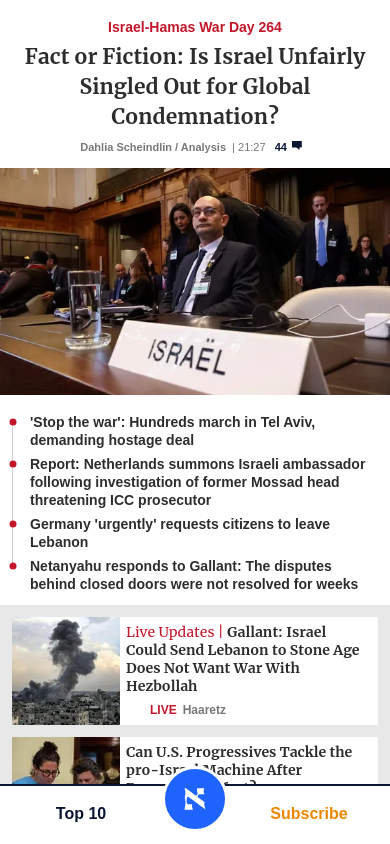 Israel-Hamas War Day 264
Fact or Fiction: Is Israel Unfairly
Singled Out for Global
Condemnation?
Dahlia Scheindlin / Analysis | 21:27 44
ISRAËL
'Stop the war': Hundreds march in Tel Aviv,
demanding hostage deal
Report: Netherlands summons Israeli ambassador
following investigation of former Mossad head
threatening ICC prosecutor
Germany 'urgently' requests citizens to leave
Lebanon
Netanyahu responds to Gallant: The disputes
behind closed doors were not resolved for weeks
Live Updates | Gallant: Israel
Could Send Lebanon to Stone Age
Does Not Want War With
Hezbollah
LIVE Haaretz
Can U.S. Progressives Tackle the
Machine After
Top 10
Subscribe